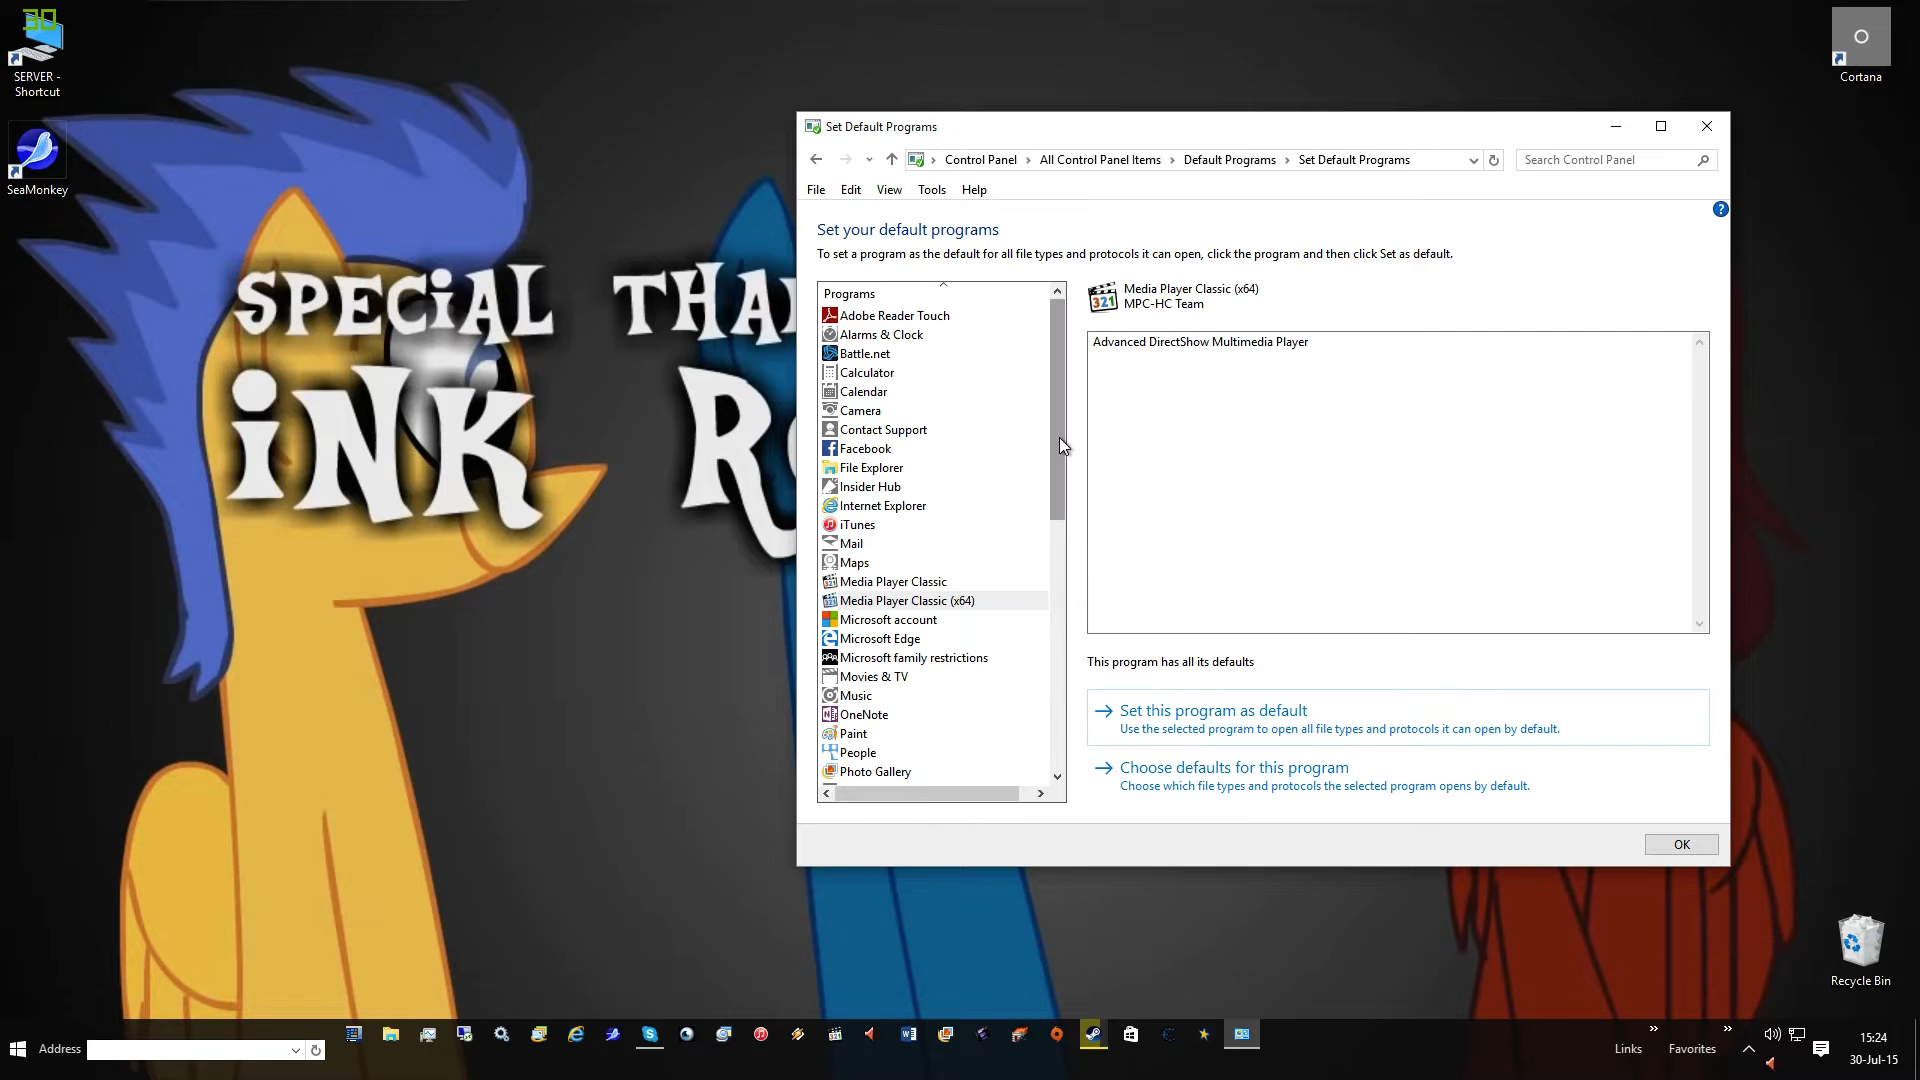 30
SERVER -
Shortcut
SeaMonkey
Cortana
SPECiAL THA
iNK R
Set Default Programs
Control Panel
All Control Panel Items
Default Programs
Set Default Programs
Search Control Panel
File
Edit
View
Tools
Help
?
Set your default programs
To set a program as the default for all file types and protocols it can open, click the program and then click Set as default.
Programs
Adobe Reader Touch
Alarms & Clock
Battle.net
Calculator
Calendar
Camera
Contact Support
Facebook
File Explorer
Insider Hub
Internet Explorer
iTunes
Mail
Maps
Media Player Classic
Media Player Classic (x64)
Microsoft account
Microsoft Edge
Microsoft family restrictions
Movies & TV
Music
OneNote
Paint
People
Photo Gallery
321
Media Player Classic (x64)
MPC-HC Team
Advanced DirectShow Multimedia Player
This program has all its defaults
Set this program as default
Use the selected program to open all file types and protocols it can open by default.
Choose defaults for this program
Choose which file types and protocols the selected program opens by default.
OK
Recycle Bin
Address
Links
Favorites
15:24
30-Jul-15